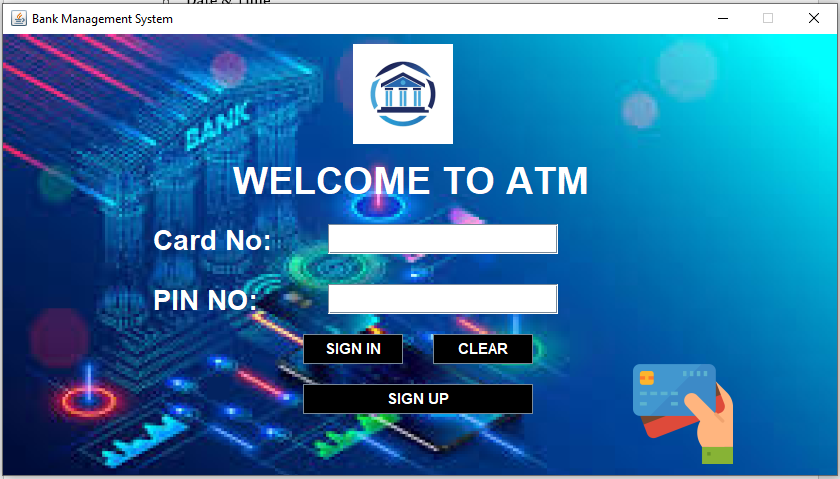 Date & Time
Bank Management System
BANK
WELCOME TO ATM
Card No:
PIN NO:
SIGN IN
CLEAR
SIGN UP